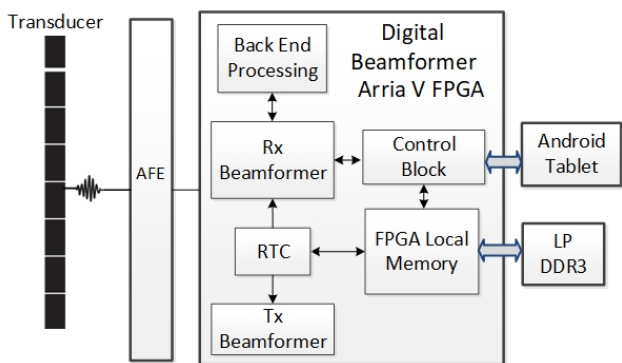 Transducer
AFE
Back End
Processing
Digital
Beamformer
Arria V FPGA
Rx
Beamformer
Control
Block
Android
Tablet
RTC
FPGA Local
Memory
LP
DDR3
Tx
Beamformer